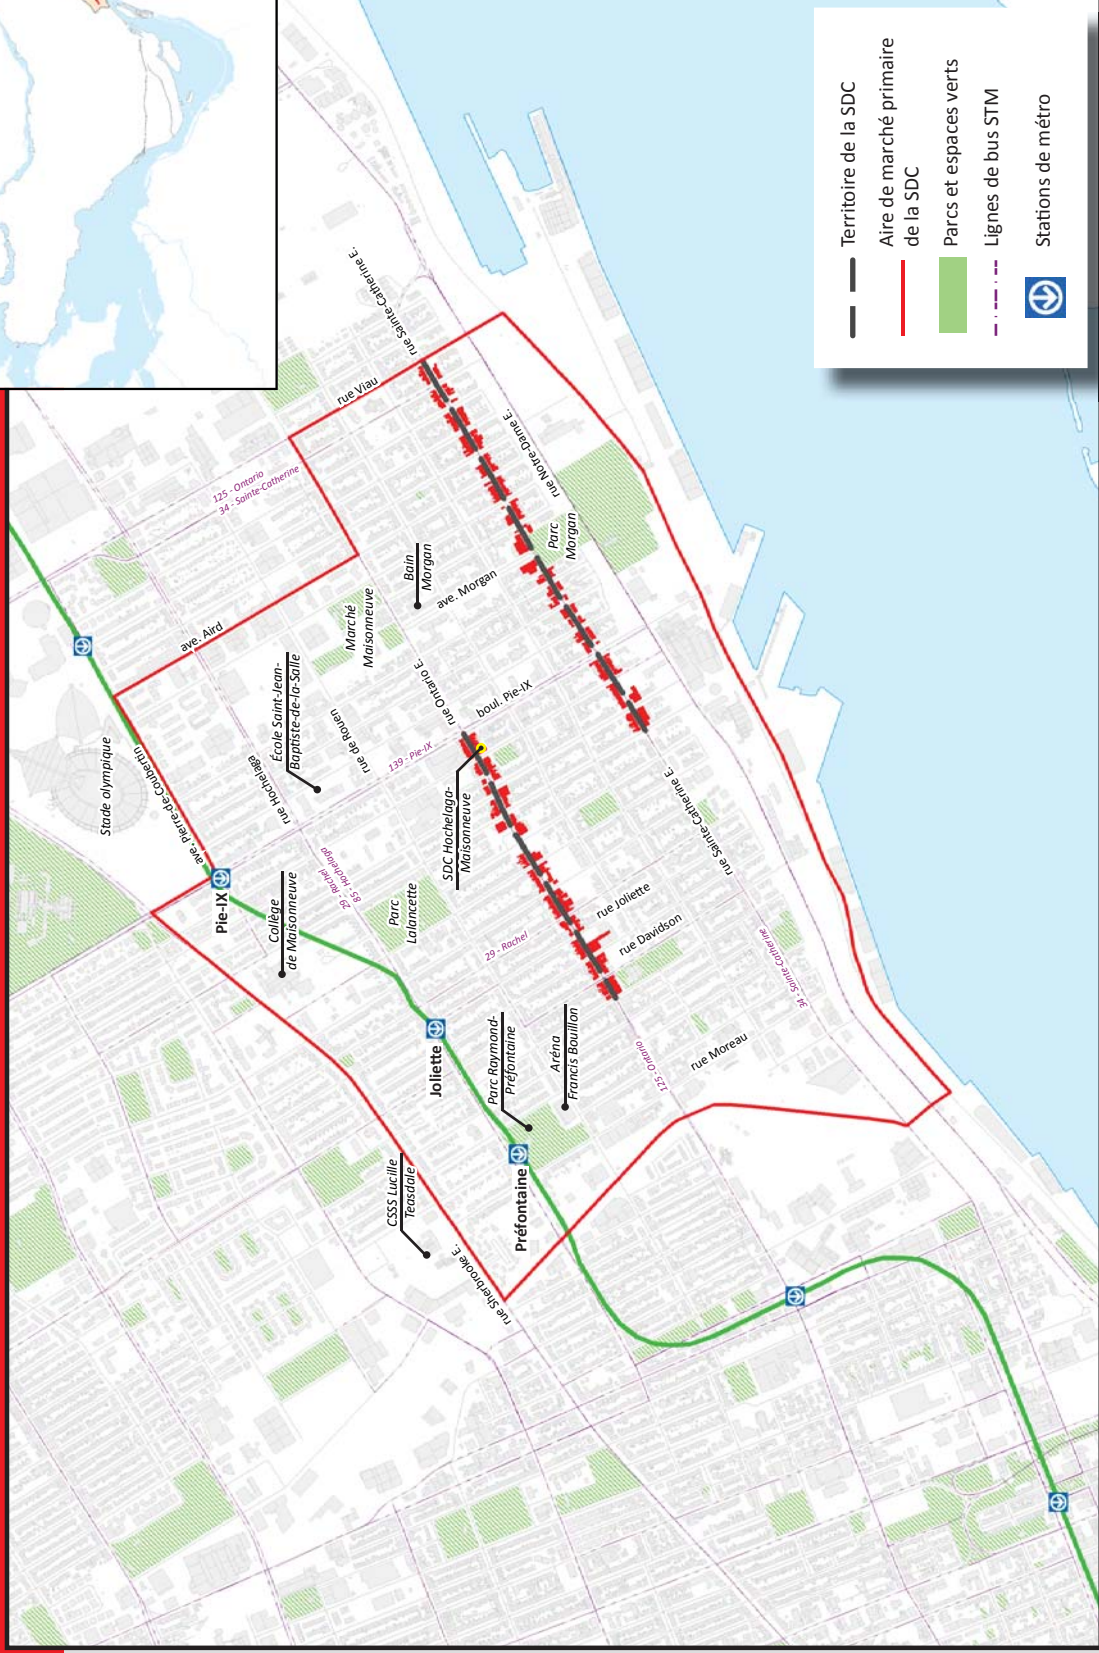 Territoire de la SDC
Aire de marché primaire
de la SDC
Parcs et espaces verts
Lignes de bus STM
Stations de métro
rue Sainte-Catherine E.
rue Viau
rue Notre-Dame E.
125 - Ontario
34 - Sainte-Catherine
Parc
Morgan
Bain
Morgan
ave. Morgan
ave. Aird
Marché
Maisonneuve
École Saint-Jean-
Baptiste-de-la-Salle
rue Ontario E.
boul. Pie-IX
rue de Rouen
139 - Pie-IX
Stade olympique
ave. Pierre-de-Coubertin
rue Hochelaga
SDC Hochelaga-
Maisonneuve
rue Sainte-Catherine E.
29 - Rachel
85 - Hochelaga
Pie-IX
Collège
de Maisonneuve
Parc
Lalancette
rue Joliette
rue Davidson
29 - Rachel
34 - Sainte-Catherine
Joliette
Parc Raymond-
Préfontaine
Aréna
Francis Bouillon
125 - Ontario
rue Moreau
CSSS Lucille
Teasdale
Préfontaine
rue Sherbrooke E.